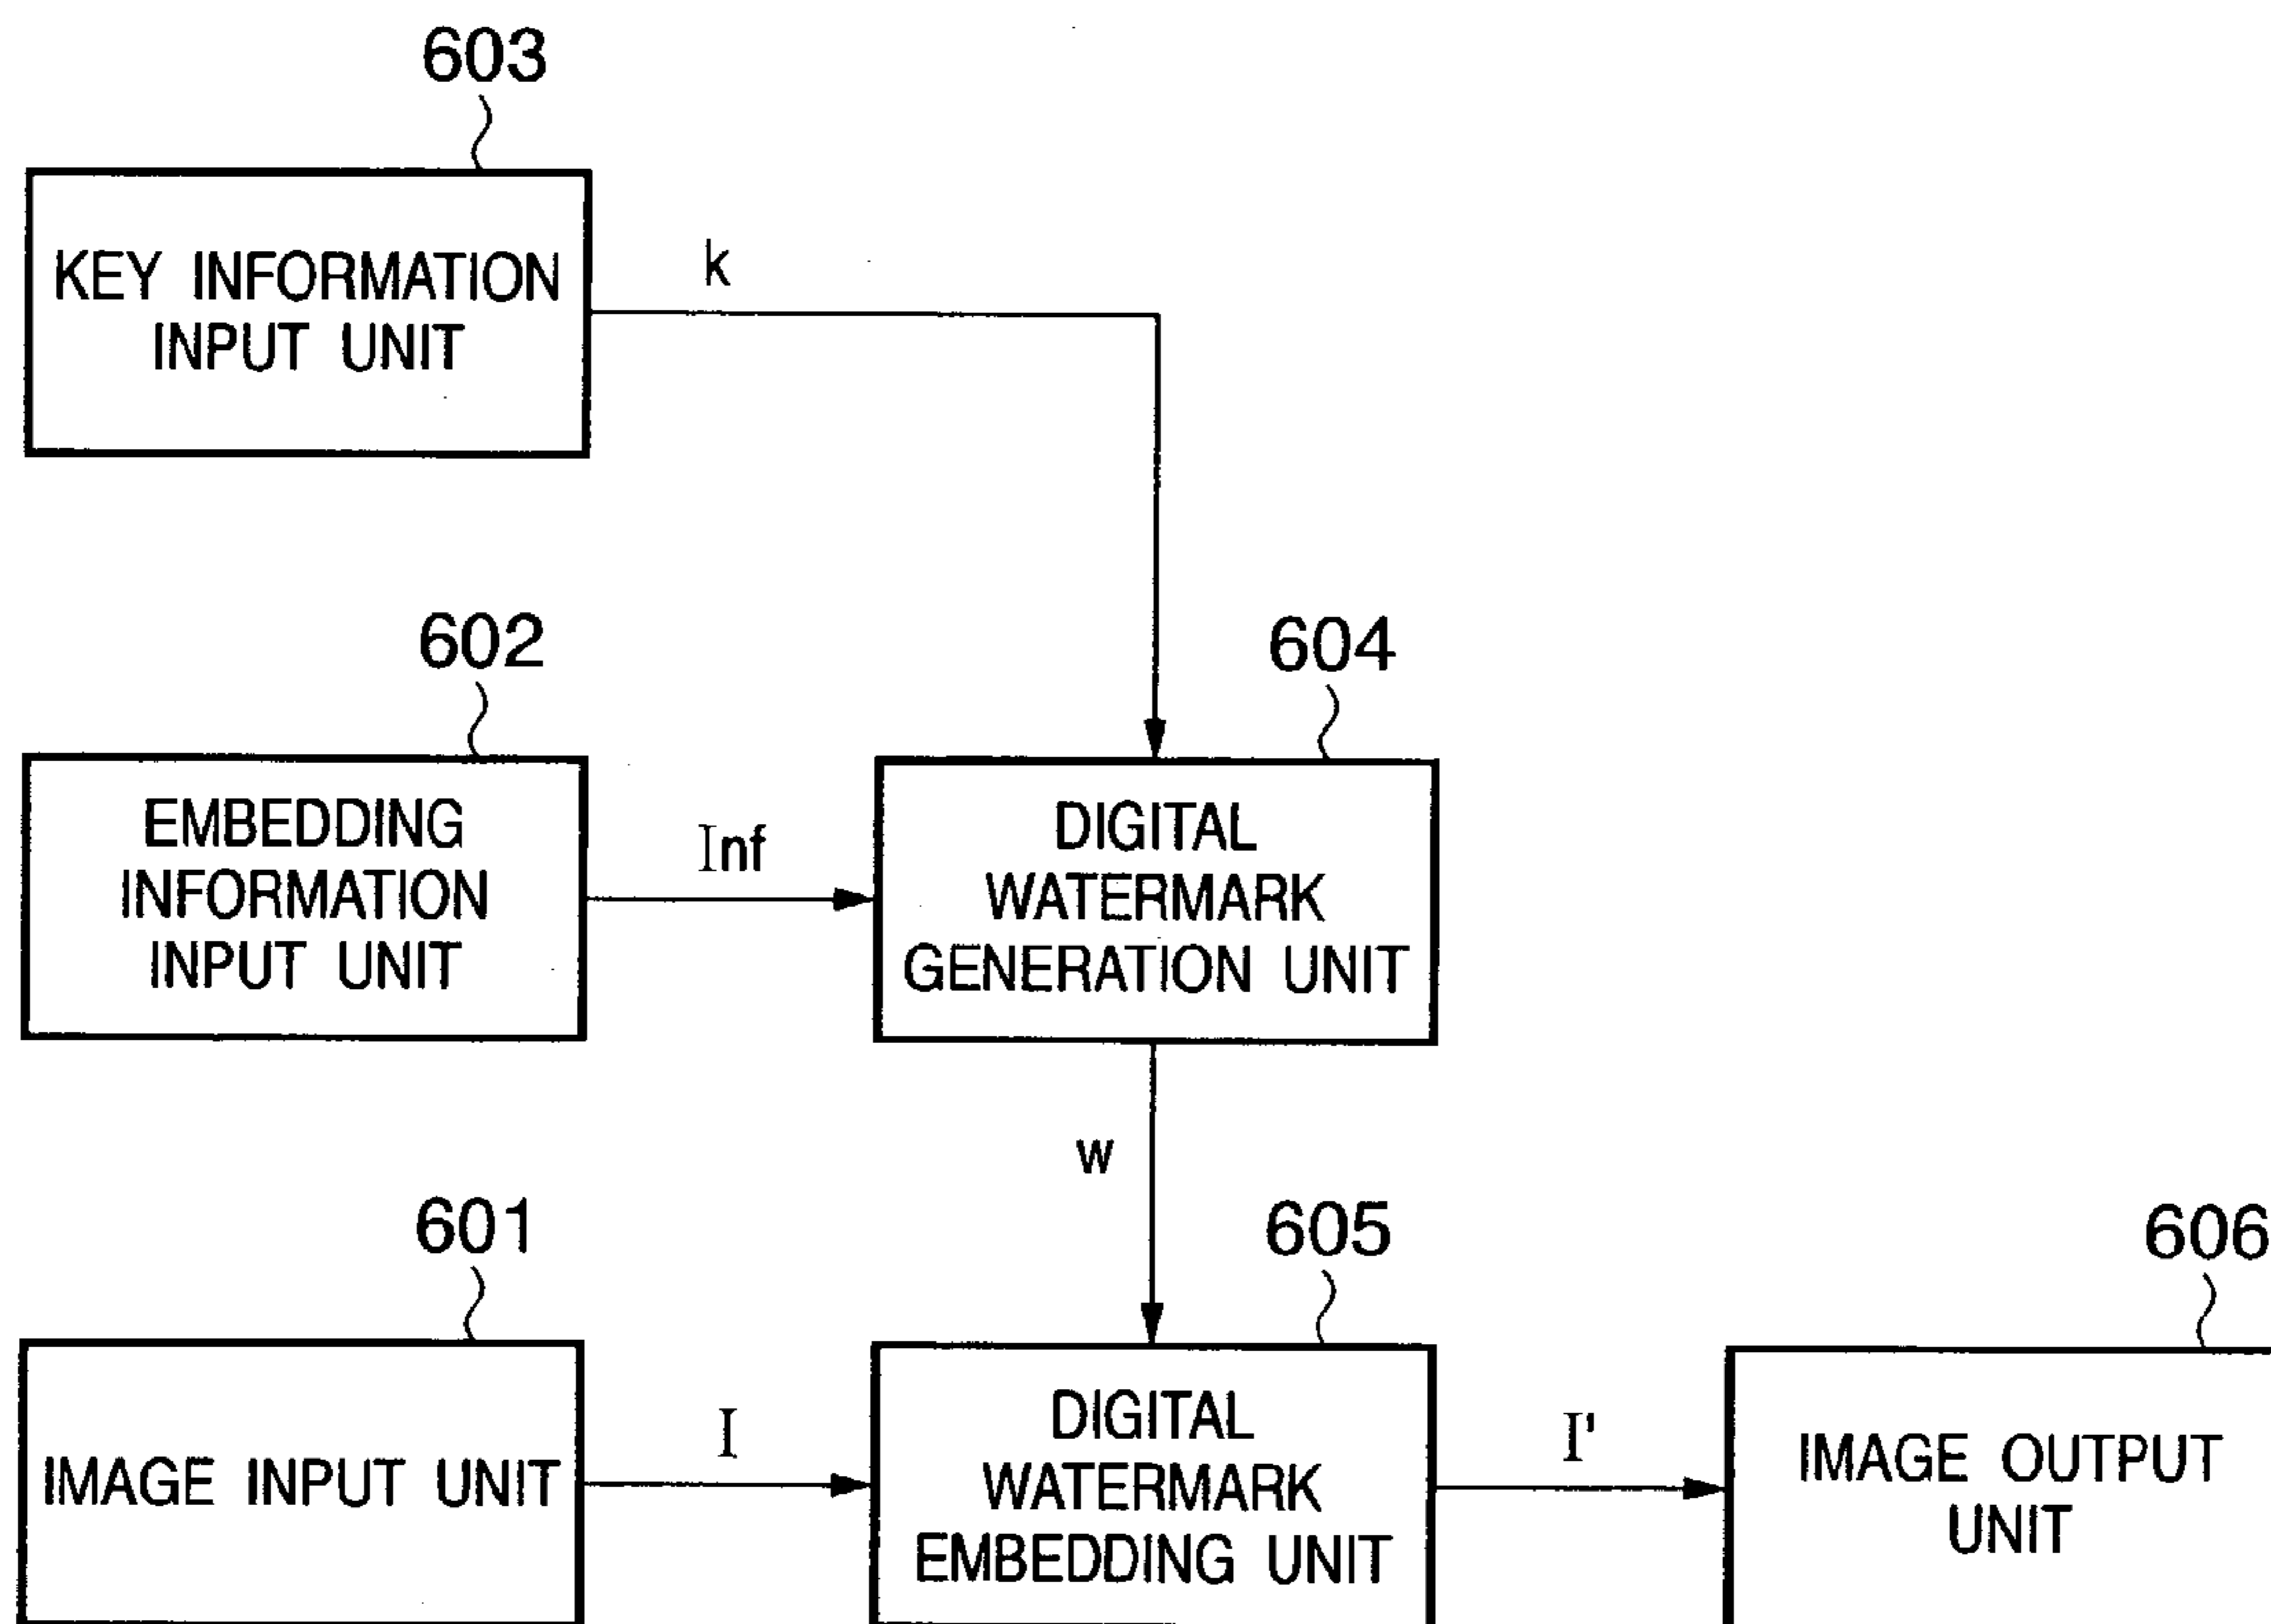 603
KEY INFORMATION
INPUT UNIT
k
602
EMBEDDING
INFORMATION
INPUT UNIT
Inf
604
DIGITAL
WATERMARK
GENERATION UNIT
w
601
IMAGE INPUT UNIT
I
605
DIGITAL
WATERMARK
EMBEDDING UNIT
I'
606
IMAGE OUTPUT
UNIT